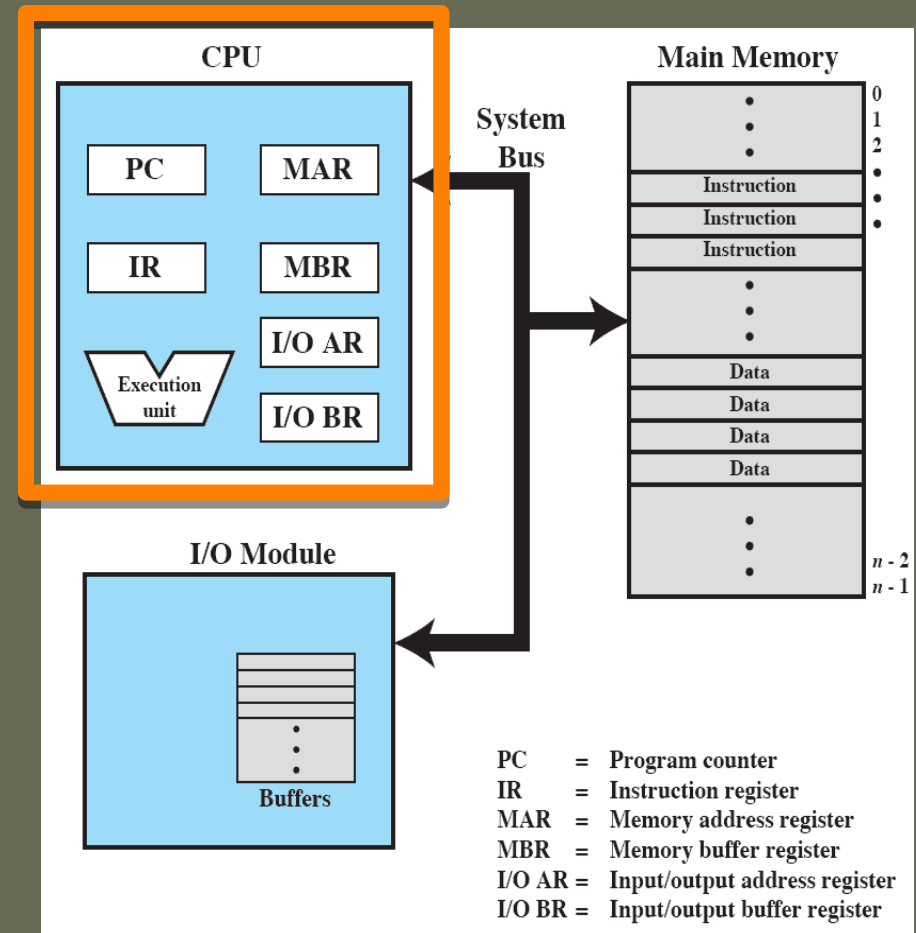 CPU
PC
MAR
IR
MBR
I/O AR
Execution
unit
I/O BR
System
Bus
Main Memory
0
1
2
Instruction
Instruction
Instruction
Data
Data
Data
Data
n - 2
n - 1
I/O Module
Buffers
PC = Program counter
IR = Instruction register
MAR = Memory address register
MBR = Memory buffer register
I/O AR = Input/output address register
I/O BR = Input/output buffer register